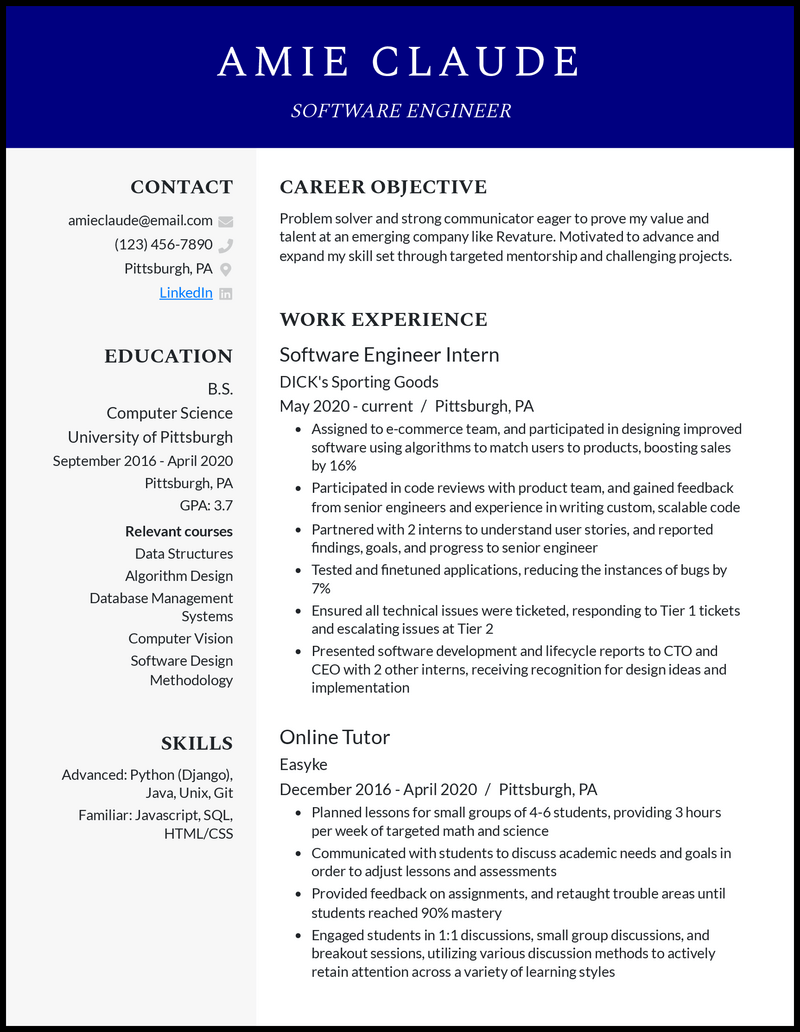 AMIE CLAUDE
SOFTWARE ENGINEER
CONTACT
amieclaude@email.com
(123) 456-7890
Pittsburgh, PA
LinkedIn
EDUCATION
B.S.
Computer Science
University of Pittsburgh
September 2016 - April 2020
Pittsburgh, PA
GPA: 3.7
Relevant courses
Data Structures
Algorithm Design
Database Management
Systems
Computer Vision
Software Design
Methodology
SKILLS
Advanced: Python (Django),
Java, Unix, Git
Familiar: Javascript, SQL,
HTML/CSS
CAREER OBJECTIVE
Problem solver and strong communicator eager to prove my value and
talent at an emerging company like Revature. Motivated to advance and
expand my skill set through targeted mentorship and challenging projects.
WORK EXPERIENCE
Software Engineer Intern
DICK's Sporting Goods
May 2020 - current / Pittsburgh, PA
• Assigned to e-commerce team, and participated in designing improved
software using algorithms to match users to products, boosting sales
by 16%
• Participated in code reviews with product team, and gained feedback
from senior engineers and experience in writing custom, scalable code
• Partnered with 2 interns to understand user stories, and reported
findings, goals, and progress to senior engineer
• Tested and finetuned applications, reducing the instances of bugs by
7%
• Ensured all technical issues were ticketed, responding to Tier 1 tickets
and escalating issues at Tier 2
• Presented software development and lifecycle reports to CTO and
CEO with 2 other interns, receiving recognition for design ideas and
implementation
Online Tutor
Easyke
December 2016 - April 2020 / Pittsburgh, PA
• Planned lessons for small groups of 4-6 students, providing 3 hours
per week of targeted math and science
• Communicated with students to discuss academic needs and goals in
order to adjust lessons and assessments
• Provided feedback on assignments, and retaught trouble areas until
students reached 90% mastery
• Engaged students in 1:1 discussions, small group discussions, and
breakout sessions, utilizing various discussion methods to actively
retain attention across a variety of learning styles